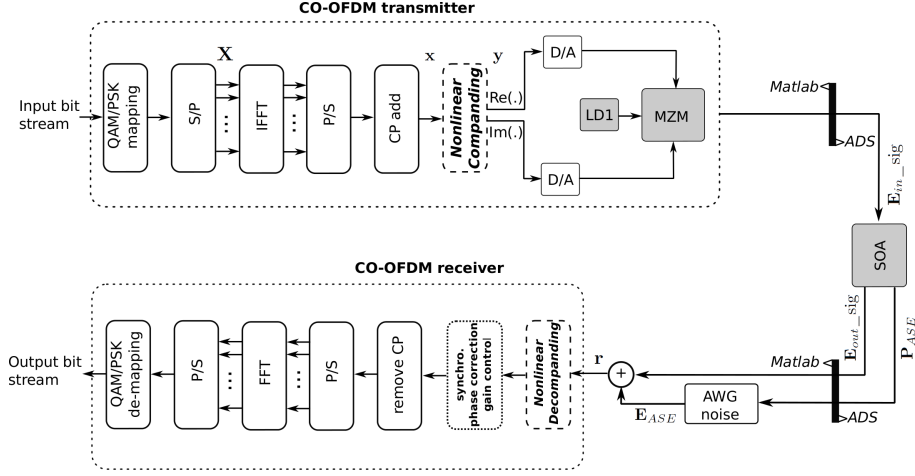 CO-OFDM transmitter
Input bit
stream
QAM/PSK
mapping
S/P
X
IFFT
P/S
CP add
x
Nonlinear
Companding
y
Re(.)
Im(.)
D/A
D/A
LD1
MZM
Matlab <
>ADS
E_in_sig
SOA
E_out_sig
P_ASE
CO-OFDM receiver
Output bit
stream
QAM/PSK
de-mapping
P/S
FFT
P/S
remove CP
synchro.
phase correction
gain control
Nonlinear
Decompanding
r
+
E_ASE
AWG
noise
Matlab <
>ADS